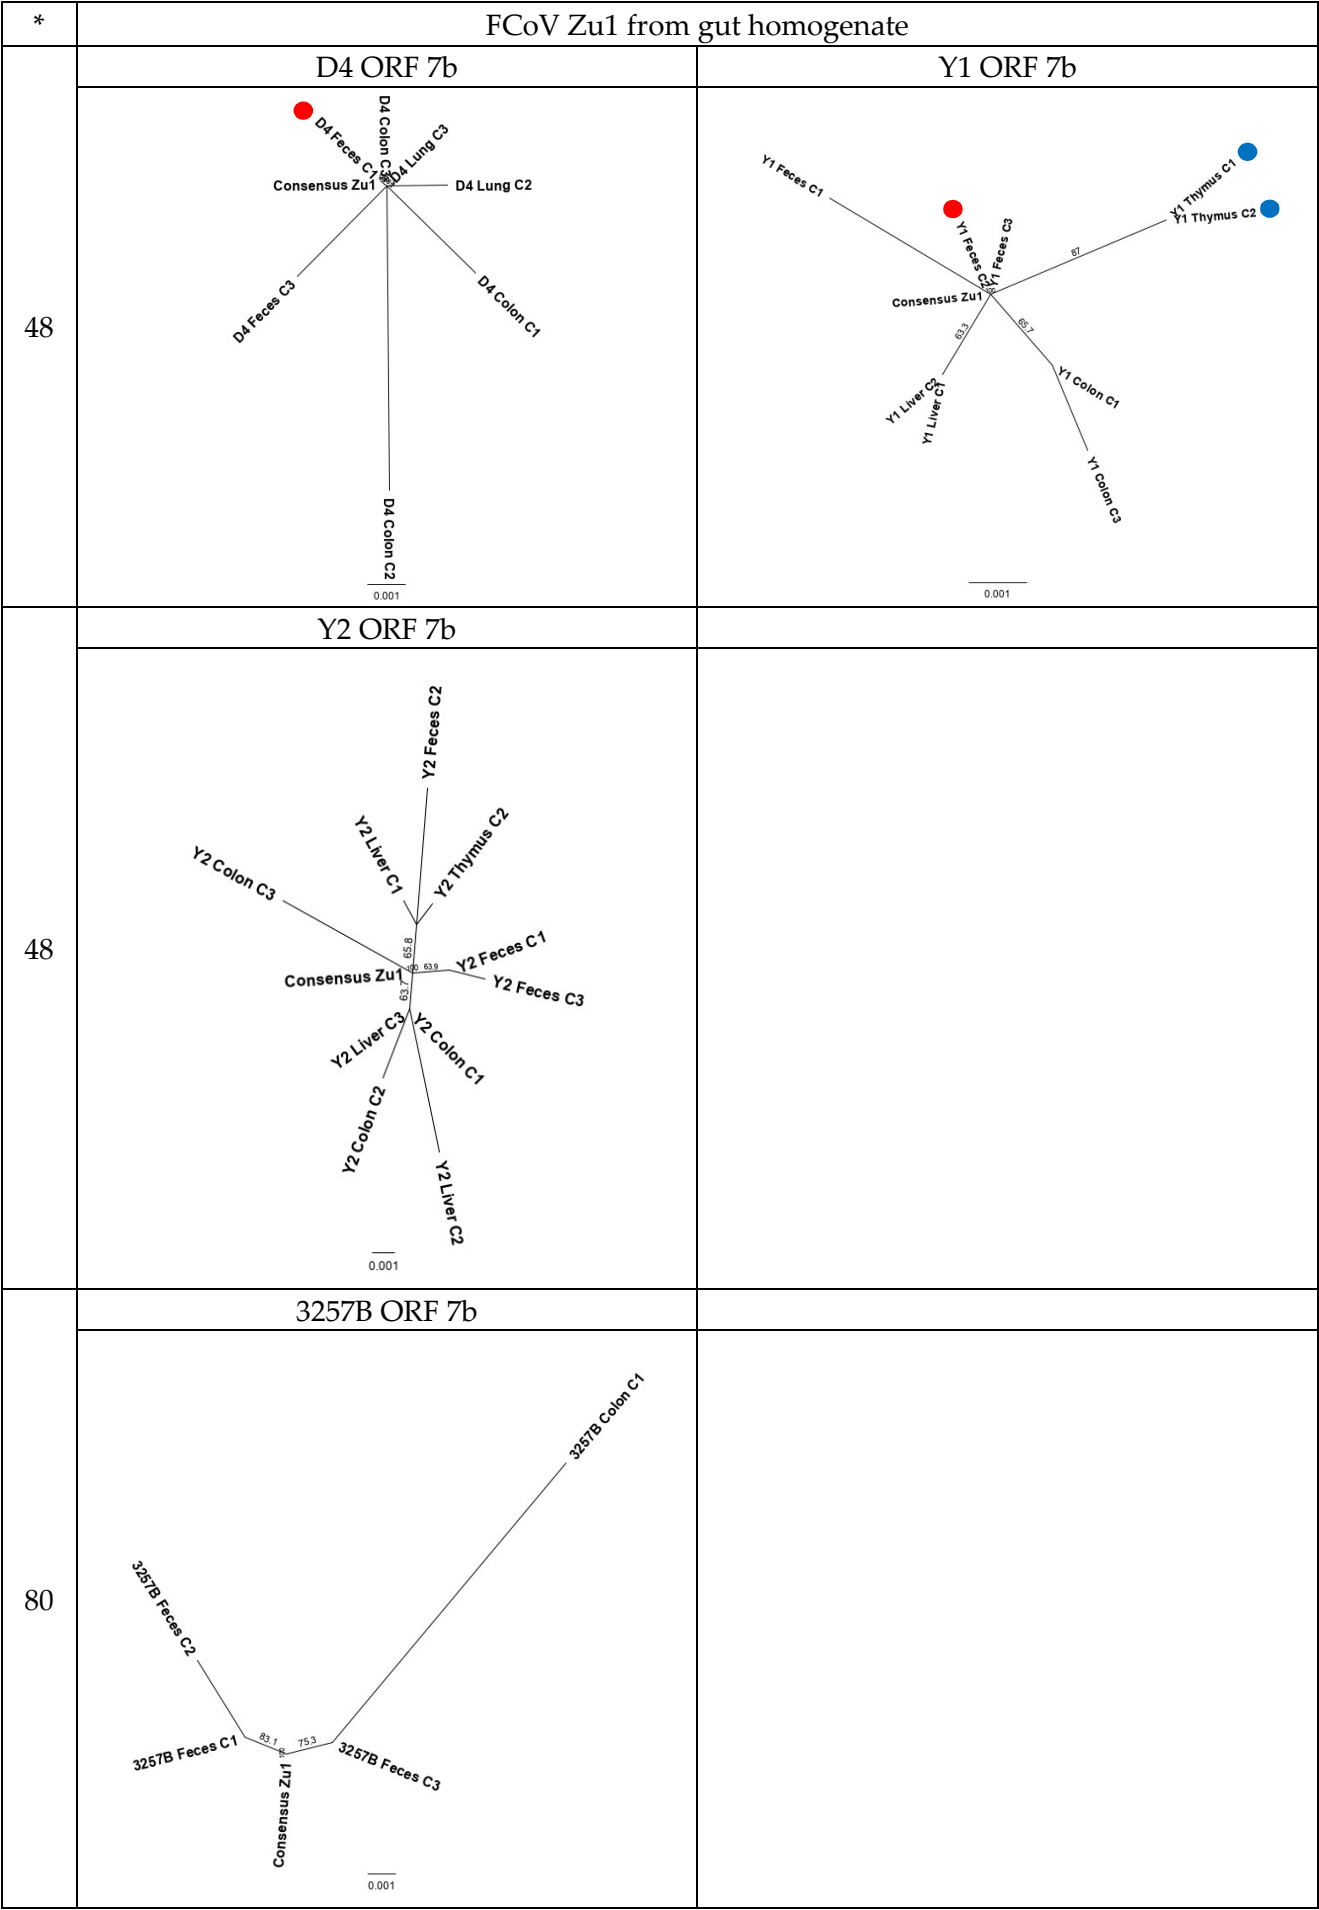 * FCoV Zu1 from gut homogenate
D4 ORF 7b Y1 ORF 7b
48
D4 Feces C1
D4 Colon C3
D4 Lung C3
Consensus Zu1
D4 Lung C2
D4 Feces C3
D4 Colon C1
D4 Colon C2
0.001
Y1 Feces C1
Y1 Feces C2
Y1 Feces C3
Y1 Thymus C1
Y1 Thymus C2
87
100
Consensus Zu1
63.3
65.7
Y1 Liver C2
Y1 Liver C1
Y1 Colon C1
Y1 Colon C3
0.001
Y2 ORF 7b
48
Y2 Feces C2
Y2 Liver C1
Y2 Thymus C2
Y2 Colon C3
65.8
Y2 Feces C1
100
63.9
Consensus Zu1
Y2 Feces C3
63.7
Y2 Liver C3
Y2 Colon C1
Y2 Colon C2
Y2 Liver C2
0.001
3257B ORF 7b
80
3257B Colon C1
3257B Feces C2
3257B Feces C1
83.1
100
75.3
3257B Feces C3
Consensus Zu1
0.001